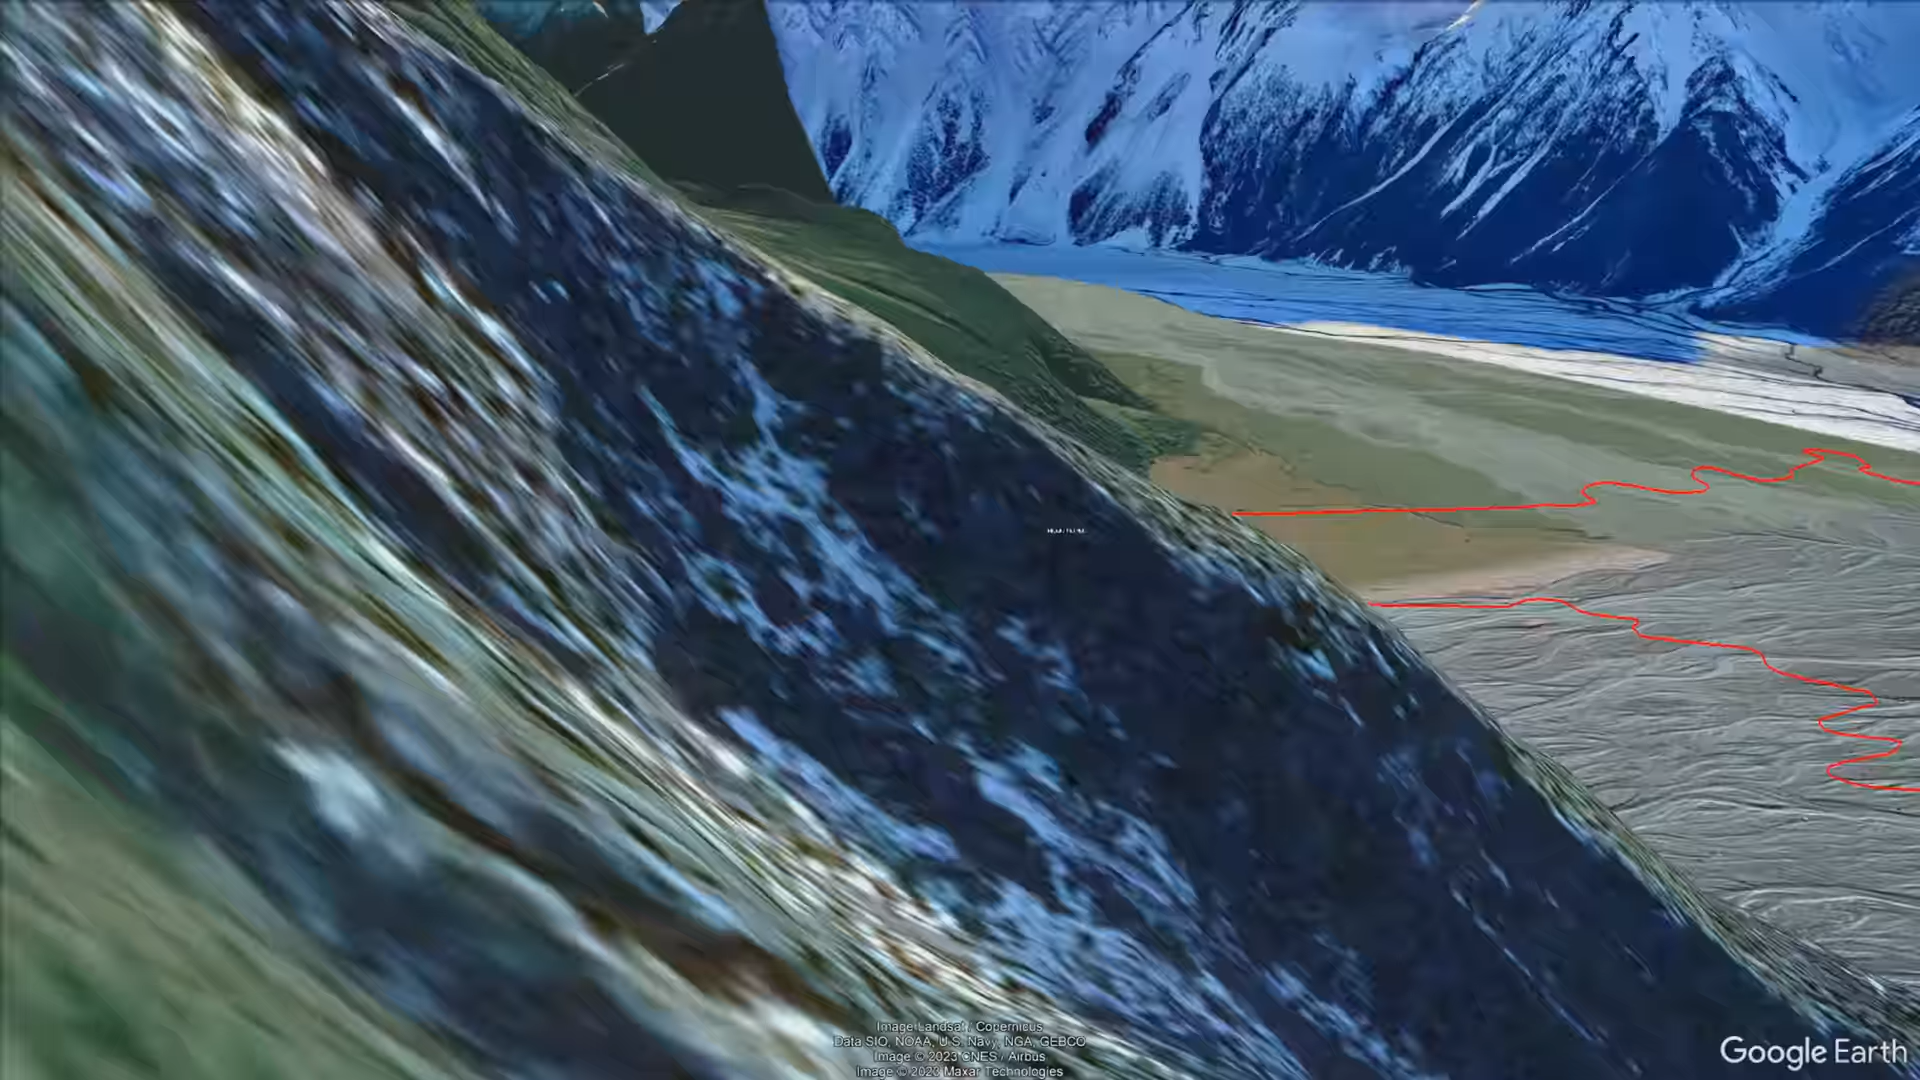 Image Landsat / Copernicus
Data SIO, NOAA, U.S. Navy, NGA, GEBCO
Image © 2023 CNES / Airbus
Image © 2023 Maxar Technologies
Google Earth